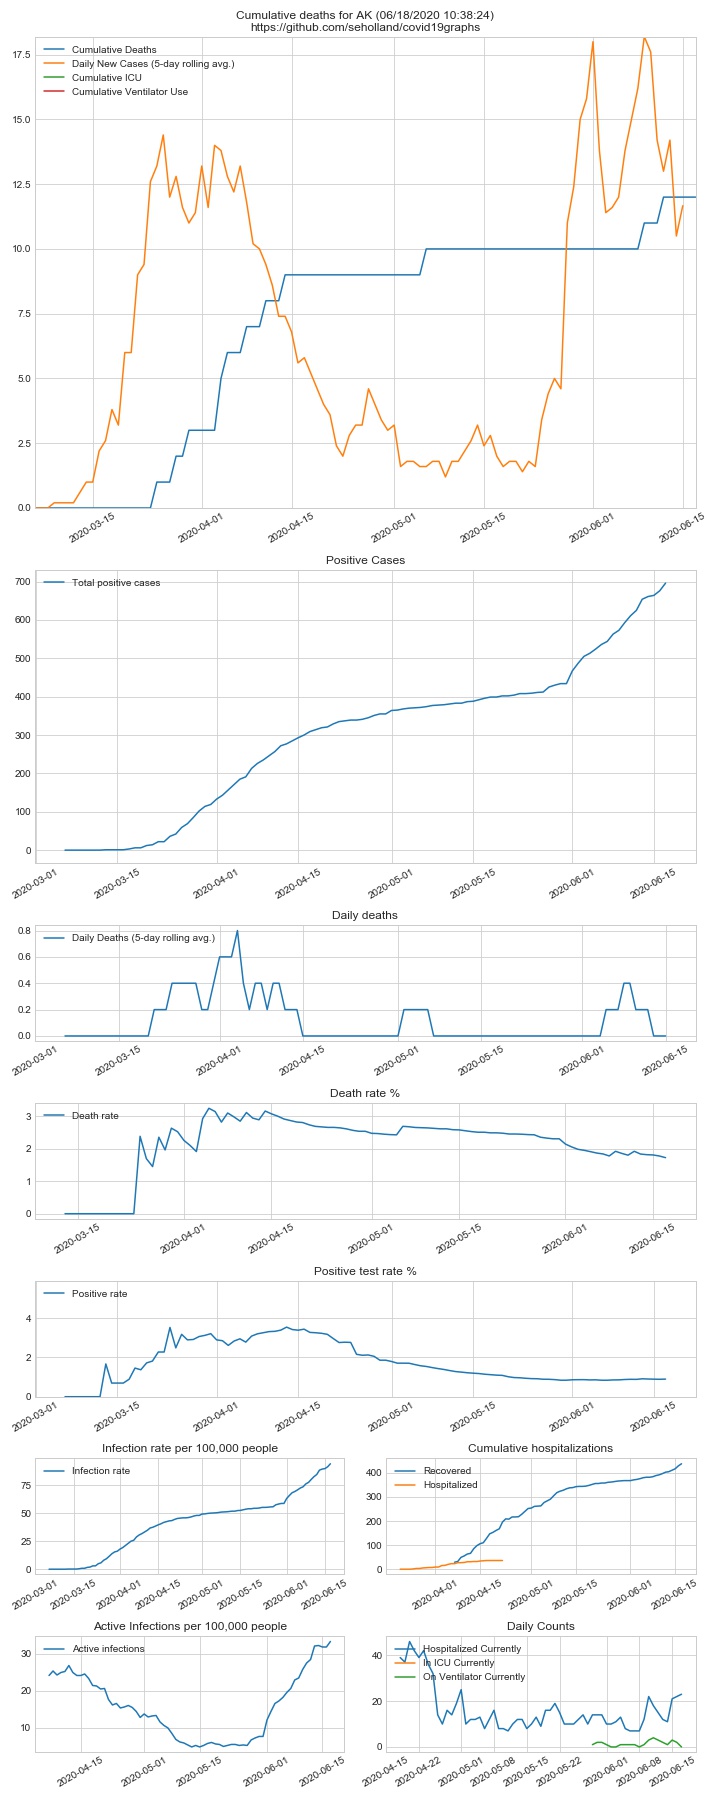 Cumulative deaths for AK (06/18/2020 10:38:24)
https://github.com/seholland/covid19graphs
Cumulative Deaths
Daily New Cases (5-day rolling avg.)
Cumulative ICU
Cumulative Ventilator Use
17.5
15.0
12.5
10.0
7.5
5.0
2.5
0.0
2020-03-15 2020-04-01 2020-04-15 2020-05-01 2020-05-15 2020-06-01 2020-06-15
Positive Cases
Total positive cases
700
600
500
400
300
200
100
0
2020-03-01 2020-03-15 2020-04-01 2020-04-15 2020-05-01 2020-05-15 2020-06-01 2020-06-15
Daily deaths
Daily Deaths (5-day rolling avg.)
0.8
0.6
0.4
0.2
0.0
2020-03-01 2020-03-15 2020-04-01 2020-04-15 2020-05-01 2020-05-15 2020-06-01 2020-06-15
Death rate %
Death rate
3
2
1
0
2020-03-15 2020-04-01 2020-04-15 2020-05-01 2020-05-15 2020-06-01 2020-06-15
Positive test rate %
Positive rate
4
2
0
2020-03-01 2020-03-15 2020-04-01 2020-04-15 2020-05-01 2020-05-15 2020-06-01 2020-06-15
Infection rate per 100,000 people
Infection rate
75
50
25
0
2020-03-01 2020-03-15 2020-04-01 2020-04-15 2020-05-01 2020-05-15 2020-06-01 2020-06-15
Cumulative hospitalizations
Recovered
Hospitalized
400
300
200
100
0
2020-04-01 2020-04-15 2020-05-01 2020-05-15 2020-06-01 2020-06-15
Active Infections per 100,000 people
Active infections
30
20
10
2020-04-15 2020-05-01 2020-05-15 2020-06-01 2020-06-15
Daily Counts
Hospitalized Currently
In ICU Currently
On Ventilator Currently
40
20
0
2020-04-15 2020-04-22 2020-05-01 2020-05-08 2020-05-15 2020-05-22 2020-06-01 2020-06-08 2020-06-15